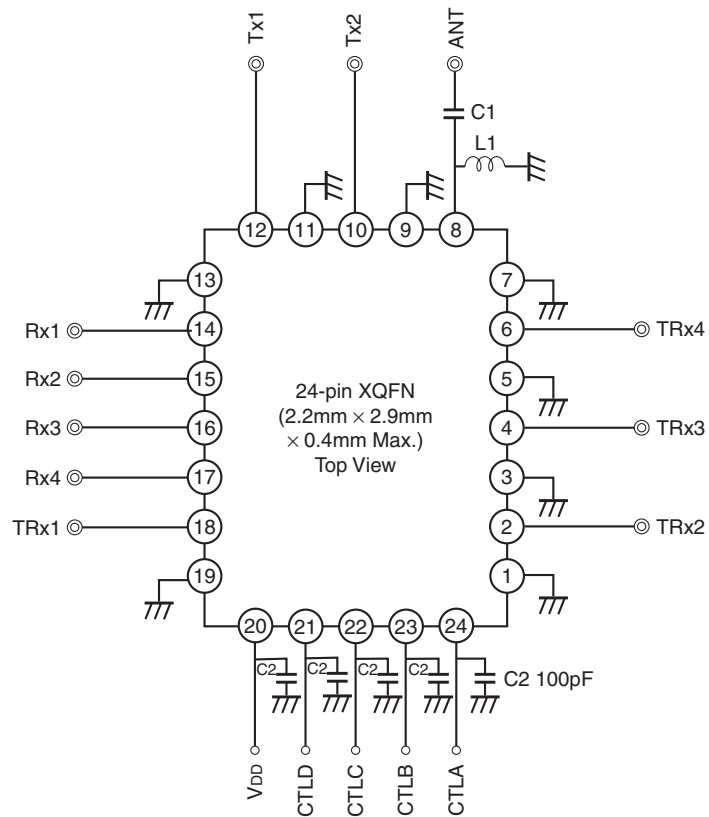 Tx1
Tx2
ANT
C1
L1
12
11
10
9
8
13
7
Rx1
14
6
TRx4
Rx2
15
5
Rx3
16
4
TRx3
Rx4
17
3
TRx1
18
2
TRx2
19
1
24-pin XQFN
(2.2mm × 2.9mm
× 0.4mm Max.)
Top View
20
21
22
23
24
C2
C2
C2
C2
C2 100pF
VDD
CTLD
CTLC
CTLB
CTLA